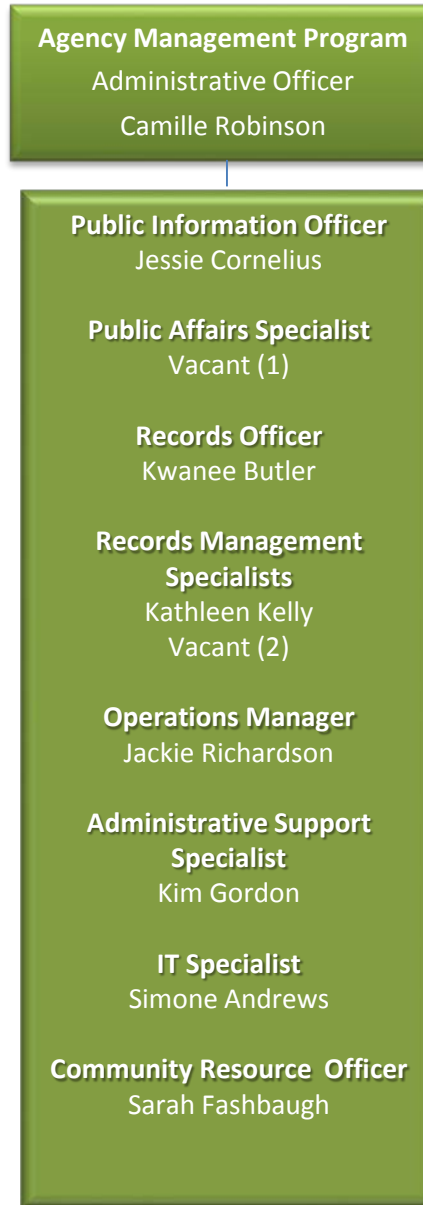 Agency Management Program
Administrative Officer
Camille Robinson
Public Information Officer
Jessie Cornelius
Public Affairs Specialist
Vacant (1)
Records Officer
Kwanee Butler
Records Management
Specialists
Kathleen Kelly
Vacant (2)
Operations Manager
Jackie Richardson
Administrative Support
Specialist
Kim Gordon
IT Specialist
Simone Andrews
Community Resource  Officer
Sarah Fashbaugh